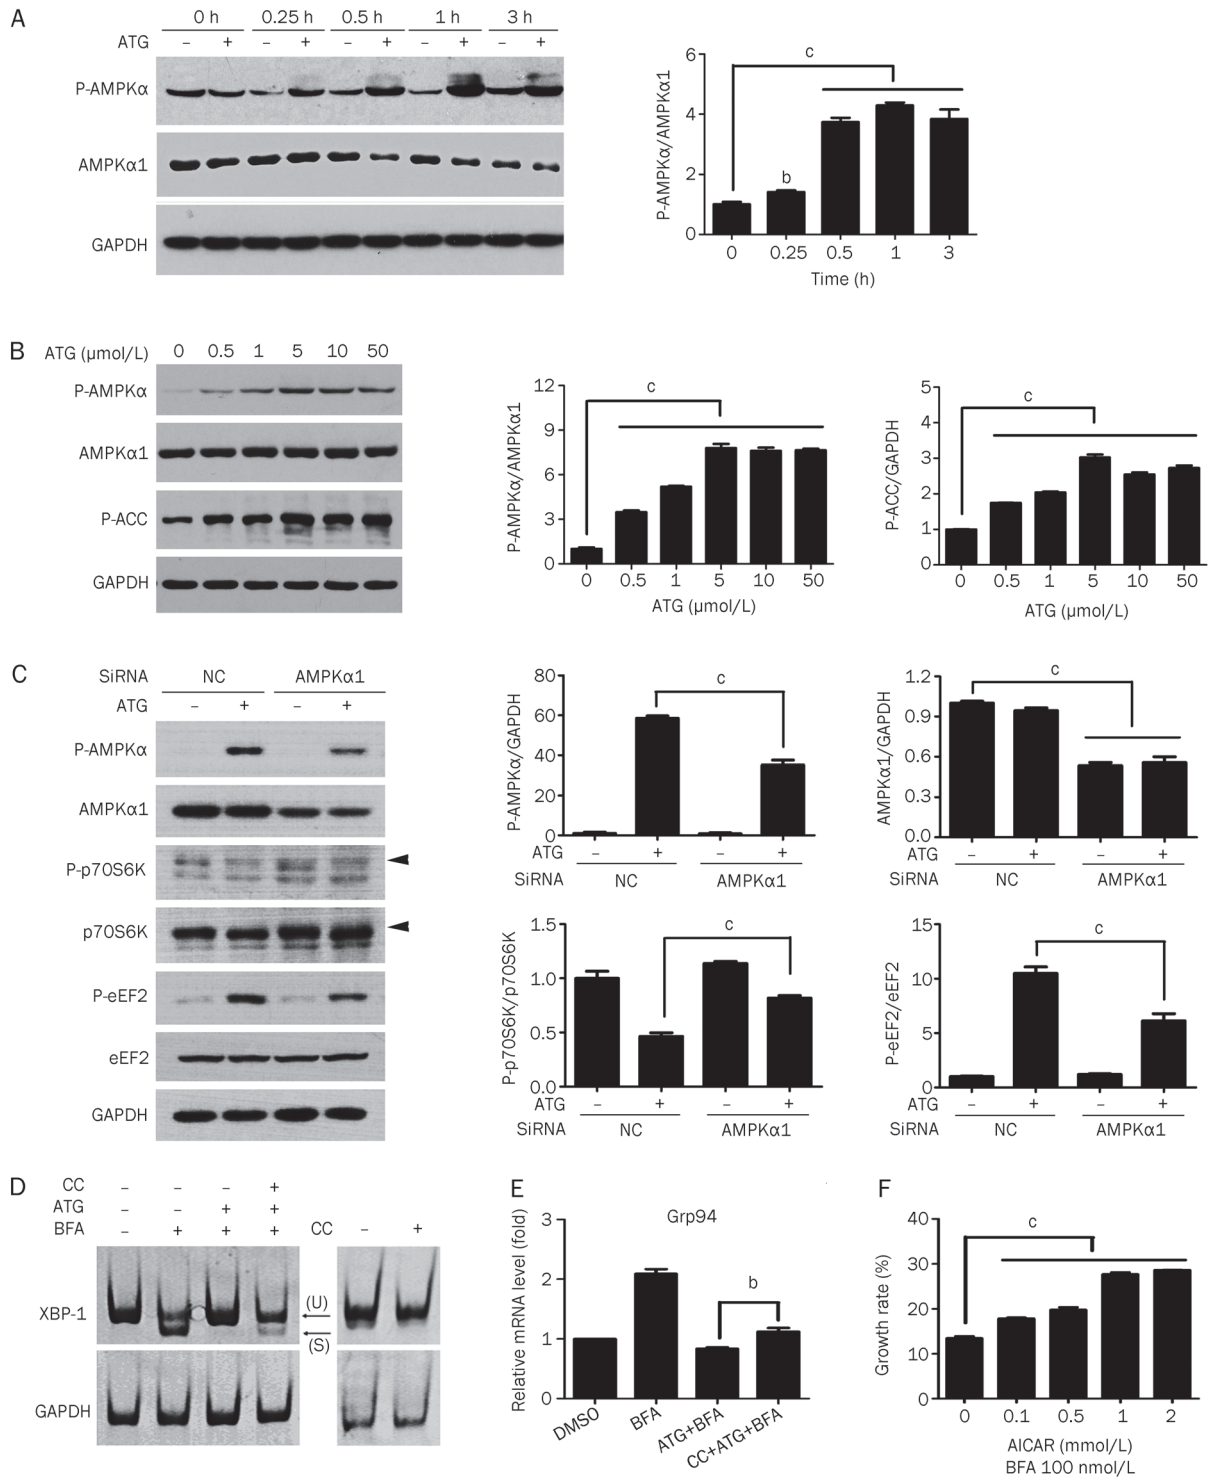 A
0 h 0.25 h 0.5 h 1 h 3 h
ATG – + – + – + – + – +
P-AMPKα
AMPKα1
GAPDH
P-AMPKα/AMPKα1
6
4
2
0
c
b
0 0.25 0.5 1 3
Time (h)
B
ATG (μmol/L) 0 0.5 1 5 10 50
P-AMPKα
AMPKα1
P-ACC
GAPDH
P-AMPKα/AMPKα1
12
9
6
3
0
c
0 0.5 1 5 10 50
ATG (μmol/L)
P-ACC/GAPDH
5
4
3
2
1
0
c
0 0.5 1 5 10 50
ATG (μmol/L)
C
SiRNA NC AMPKα1
ATG – + – +
P-AMPKα
AMPKα1
P-p70S6K
p70S6K
P-eEF2
eEF2
GAPDH
P-AMPKα/GAPDH
80
60
40
20
0
c
ATG – + – +
SiRNA NC AMPKα1
AMPKα1/GAPDH
1.2
0.9
0.6
0.3
0.0
c
ATG – + – +
SiRNA NC AMPKα1
P-p70S6K/p70S6K
1.5
1.0
0.5
0.0
c
ATG – + – +
SiRNA NC AMPKα1
P-eEF2/eEF2
15
10
5
0
c
ATG – + – +
SiRNA NC AMPKα1
D
CC – – – +
ATG – – + +
BFA – + + +
CC – +
XBP-1
(U)
(S)
GAPDH
E
Grp94
Relative mRNA level (fold)
3
2
1
0
b
DMSO BFA ATG+BFA CC+ATG+BFA
F
Growth rate (%)
40
30
20
10
0
c
0 0.1 0.5 1 2
AICAR (mmol/L)
BFA 100 nmol/L